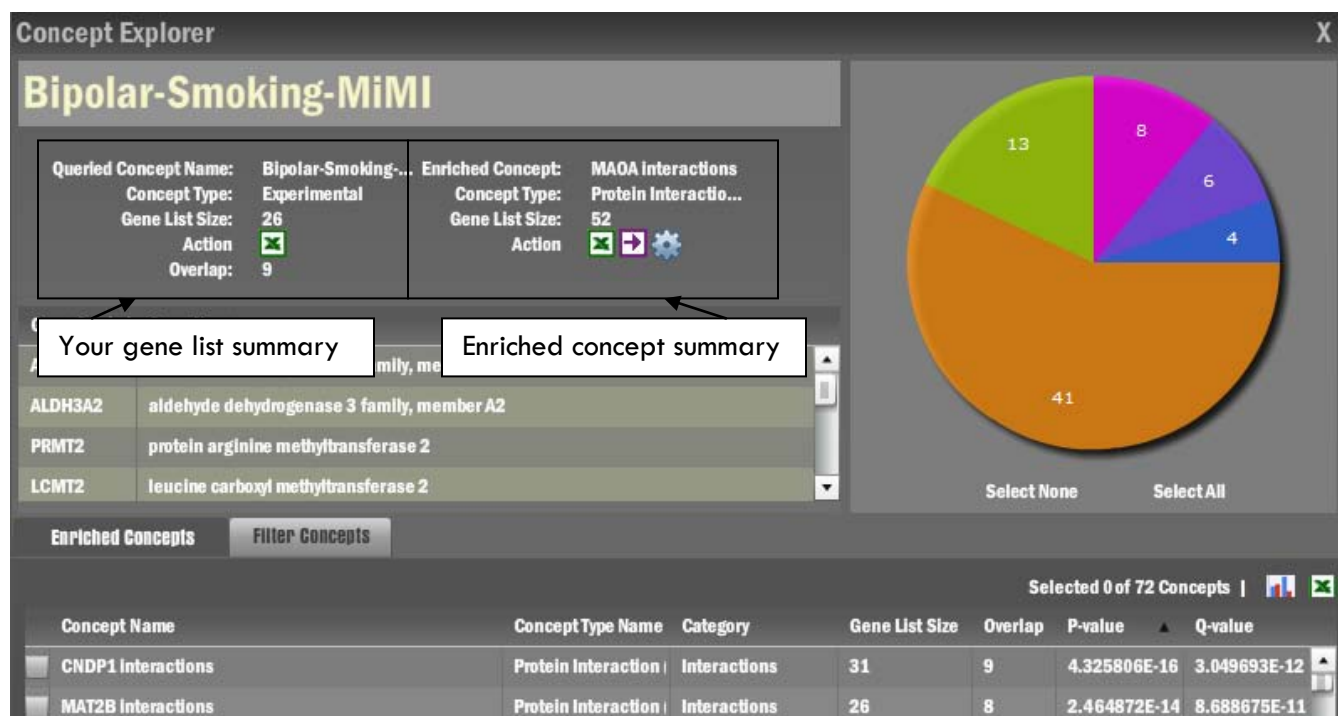 Concept Explorer X
Bipolar-Smoking-MiMI
Queried Concept Name: Bipolar-Smoking-... Enriched Concept: MAOA interactions
Concept Type: Experimental Concept Type: Protein Interactio...
Gene List Size: 26 Gene List Size: 52
Action Action
Overlap: 9
Your gene list summary Enriched concept summary
mily, me
ALDH3A2 aldehyde dehydrogenase 3 family, member A2
PRMT2 protein arginine methyltransferase 2
LCMT2 leucine carboxyl methyltransferase 2
13
8
6
4
41
Select None Select All
Enriched Concepts Filter Concepts
Selected 0 of 72 Concepts |
Concept Name Concept Type Name Category Gene List Size Overlap P-value Q-value
CNDP1 interactions Protein Interaction Interactions 31 9 4.325806E-16 3.049693E-12
MAT2B interactions Protein Interaction Interactions 26 8 2.464872E-14 8.688675E-11